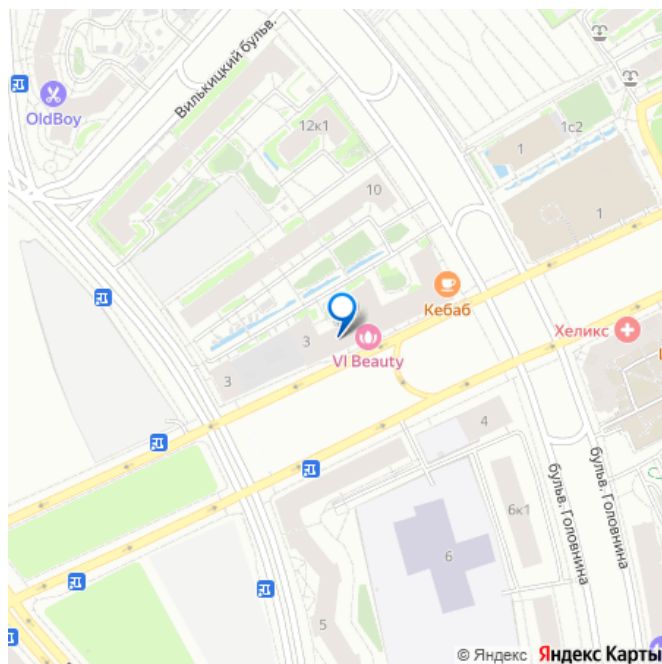 Вилькицкий бульв.
OldBoy
12к1
1с2
1
10
1
Кебаб
Хеликс
3
VI Beauty
3
4
6к1
бульв. Головнина
бульв. Головнина
6
5
© Яндекс Яндекс Карты